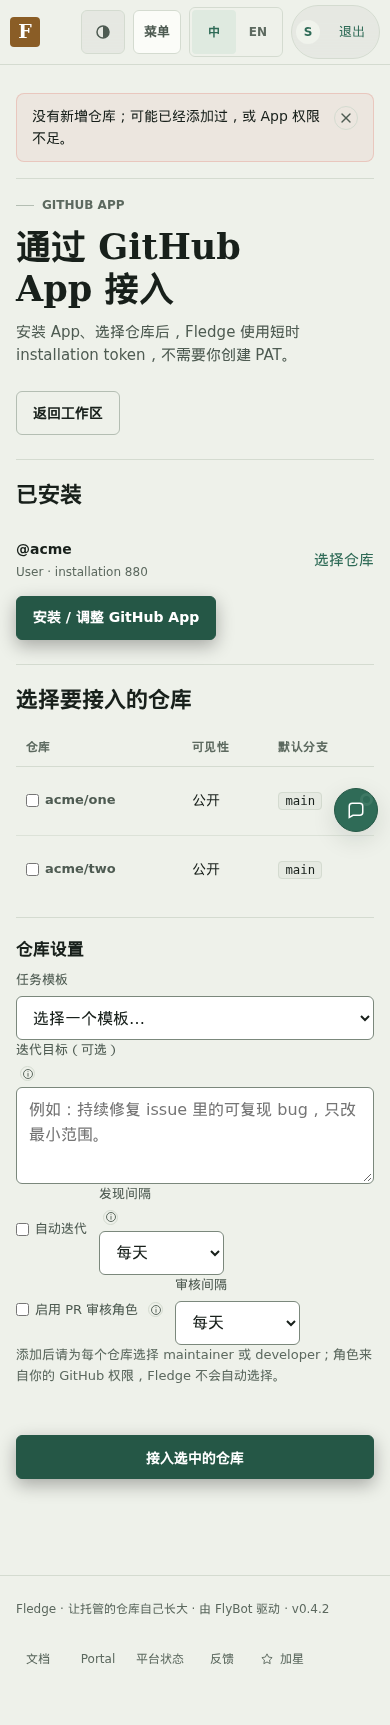 F 菜单 中 EN S 退出
没有新增仓库；可能已经添加过，或 App 权限
不足。
GITHUB APP
通过 GitHub
App 接入
安装 App、选择仓库后，Fledge 使用短时
installation token，不需要你创建 PAT。
返回工作区
已安装
@acme
User · installation 880
选择仓库
安装 / 调整 GitHub App
选择要接入的仓库
仓库 可见性 默认分支
acme/one 公开 main
acme/two 公开 main
仓库设置
任务模板
选择一个模板...
迭代目标（可选）
例如：持续修复 issue 里的可复现 bug，只改
最小范围。
发现间隔
自动迭代
每天
审核间隔
启用 PR 审核角色
每天
添加后请为每个仓库选择 maintainer 或 developer；角色来
自你的 GitHub 权限，Fledge 不会自动选择。
接入选中的仓库
Fledge · 让托管的仓库自己长大 · 由 FlyBot 驱动 · v0.4.2
文档 Portal 平台状态 反馈 加星